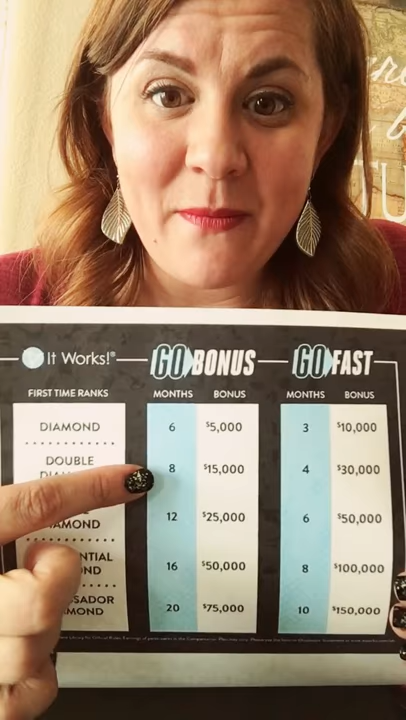 It Works!® GO BONUS GO FAST
FIRST TIME RANKS MONTHS BONUS MONTHS BONUS
DIAMOND 6 $5,000 3 $10,000
DOUBLE
8 $15,000 4 $30,000
12 $25,000 6 $50,000
16 $50,000 8 $100,000
20 $75,000 10 $150,000